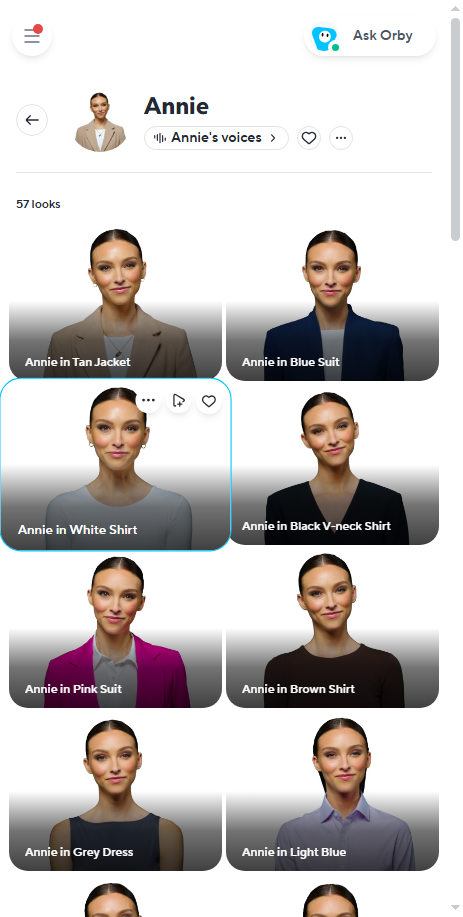 Ask Orby
Annie
Annie's voices
57 looks
Annie in Tan Jacket
Annie in Blue Suit
Annie in White Shirt
Annie in Black V-neck Shirt
Annie in Pink Suit
Annie in Brown Shirt
Annie in Grey Dress
Annie in Light Blue